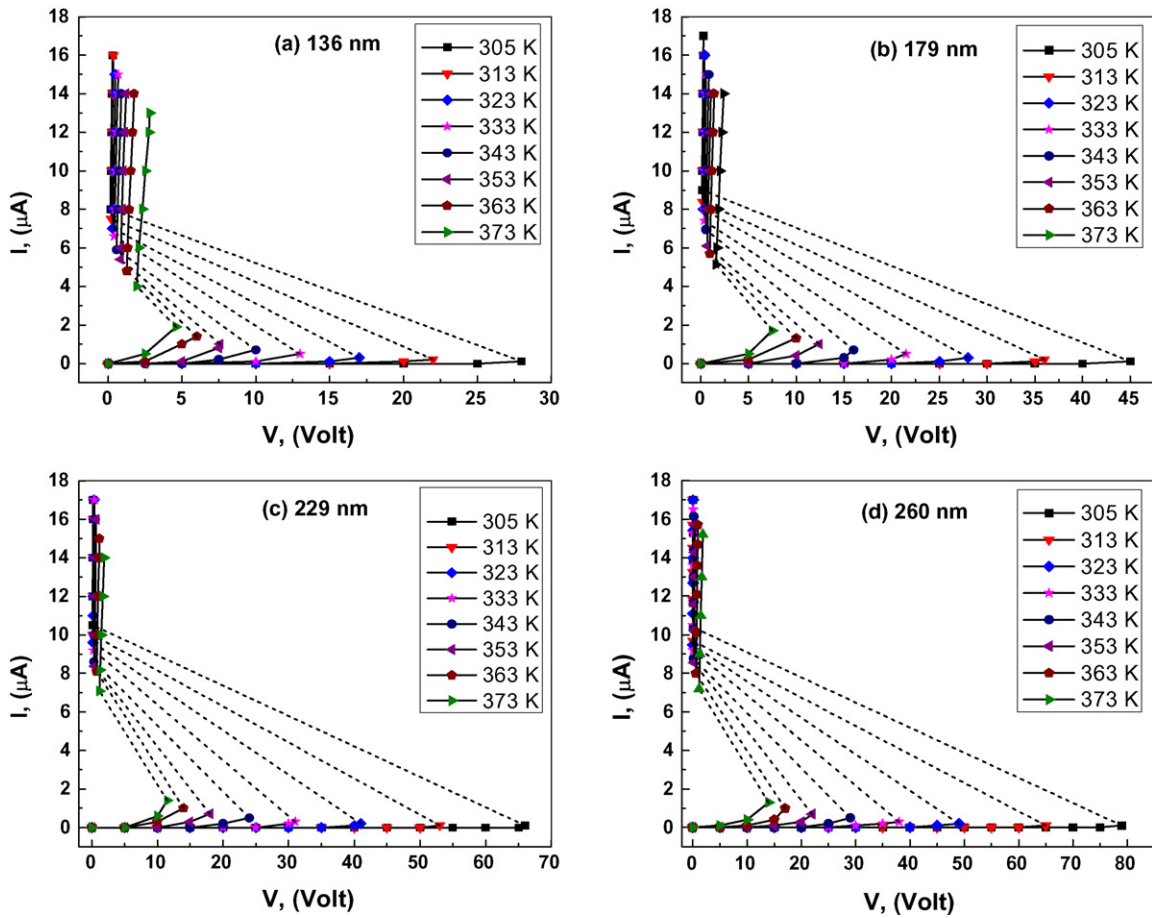 (a) 136 nm
305 K
313 K
323 K
333 K
343 K
353 K
363 K
373 K
18
16
14
12
10
8
6
4
2
0
I, (μA)
0 5 10 15 20 25 30
V, (Volt)
(b) 179 nm
305 K
313 K
323 K
333 K
343 K
353 K
363 K
373 K
18
16
14
12
10
8
6
4
2
0
I, (μA)
0 5 10 15 20 25 30 35 40 45
V, (Volt)
(c) 229 nm
305 K
313 K
323 K
333 K
343 K
353 K
363 K
373 K
18
16
14
12
10
8
6
4
2
0
I, (μA)
0 10 20 30 40 50 60 70
V, (Volt)
(d) 260 nm
305 K
313 K
323 K
333 K
343 K
353 K
363 K
373 K
18
16
14
12
10
8
6
4
2
0
I, (μA)
0 10 20 30 40 50 60 70 80
V, (Volt)